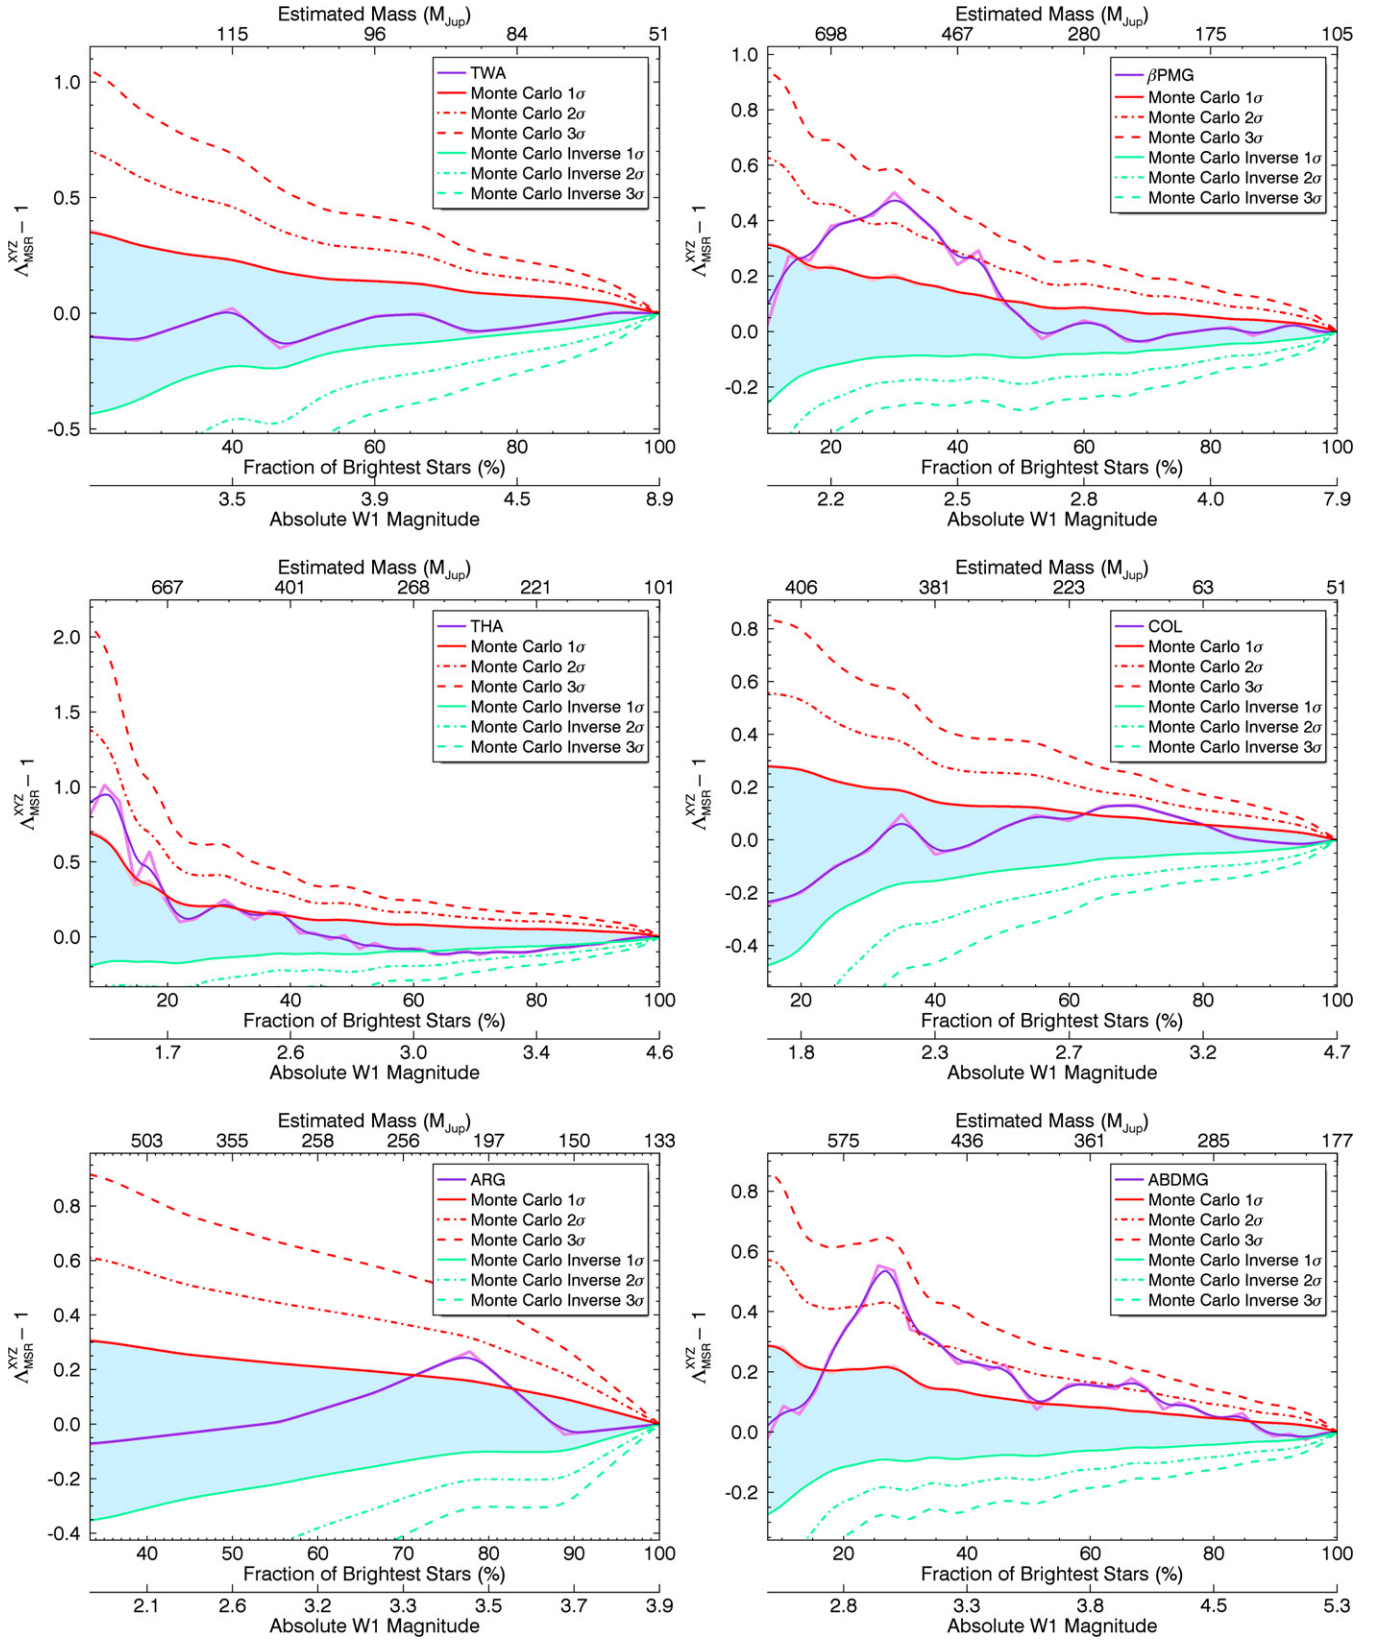 Estimated Mass (MJup)
115 96 84 51
1.0
0.5
0.0
-0.5
Λ XYZ MSR − 1
TWA
Monte Carlo 1σ
Monte Carlo 2σ
Monte Carlo 3σ
Monte Carlo Inverse 1σ
Monte Carlo Inverse 2σ
Monte Carlo Inverse 3σ
40 60 80 100
Fraction of Brightest Stars (%)
3.5 3.9 4.5 8.9
Absolute W1 Magnitude
Estimated Mass (MJup)
698 467 280 175 105
1.0
0.8
0.6
0.4
0.2
0.0
-0.2
Λ XYZ MSR − 1
βPMG
Monte Carlo 1σ
Monte Carlo 2σ
Monte Carlo 3σ
Monte Carlo Inverse 1σ
Monte Carlo Inverse 2σ
Monte Carlo Inverse 3σ
20 40 60 80 100
Fraction of Brightest Stars (%)
2.2 2.5 2.8 4.0 7.9
Absolute W1 Magnitude
Estimated Mass (MJup)
667 401 268 221 101
2.0
1.5
1.0
0.5
0.0
Λ XYZ MSR − 1
THA
Monte Carlo 1σ
Monte Carlo 2σ
Monte Carlo 3σ
Monte Carlo Inverse 1σ
Monte Carlo Inverse 2σ
Monte Carlo Inverse 3σ
20 40 60 80 100
Fraction of Brightest Stars (%)
1.7 2.6 3.0 3.4 4.6
Absolute W1 Magnitude
Estimated Mass (MJup)
406 381 223 63 51
0.8
0.6
0.4
0.2
0.0
-0.2
-0.4
Λ XYZ MSR − 1
COL
Monte Carlo 1σ
Monte Carlo 2σ
Monte Carlo 3σ
Monte Carlo Inverse 1σ
Monte Carlo Inverse 2σ
Monte Carlo Inverse 3σ
20 40 60 80 100
Fraction of Brightest Stars (%)
1.8 2.3 2.7 3.2 4.7
Absolute W1 Magnitude
Estimated Mass (MJup)
503 355 258 256 197 150 133
0.8
0.6
0.4
0.2
0.0
-0.2
-0.4
Λ XYZ MSR − 1
ARG
Monte Carlo 1σ
Monte Carlo 2σ
Monte Carlo 3σ
Monte Carlo Inverse 1σ
Monte Carlo Inverse 2σ
Monte Carlo Inverse 3σ
40 50 60 70 80 90 100
Fraction of Brightest Stars (%)
2.1 2.6 3.2 3.3 3.5 3.7 3.9
Absolute W1 Magnitude
Estimated Mass (MJup)
575 436 361 285 177
0.8
0.6
0.4
0.2
0.0
-0.2
Λ XYZ MSR − 1
ABDMG
Monte Carlo 1σ
Monte Carlo 2σ
Monte Carlo 3σ
Monte Carlo Inverse 1σ
Monte Carlo Inverse 2σ
Monte Carlo Inverse 3σ
20 40 60 80 100
Fraction of Brightest Stars (%)
2.8 3.3 3.8 4.5 5.3
Absolute W1 Magnitude